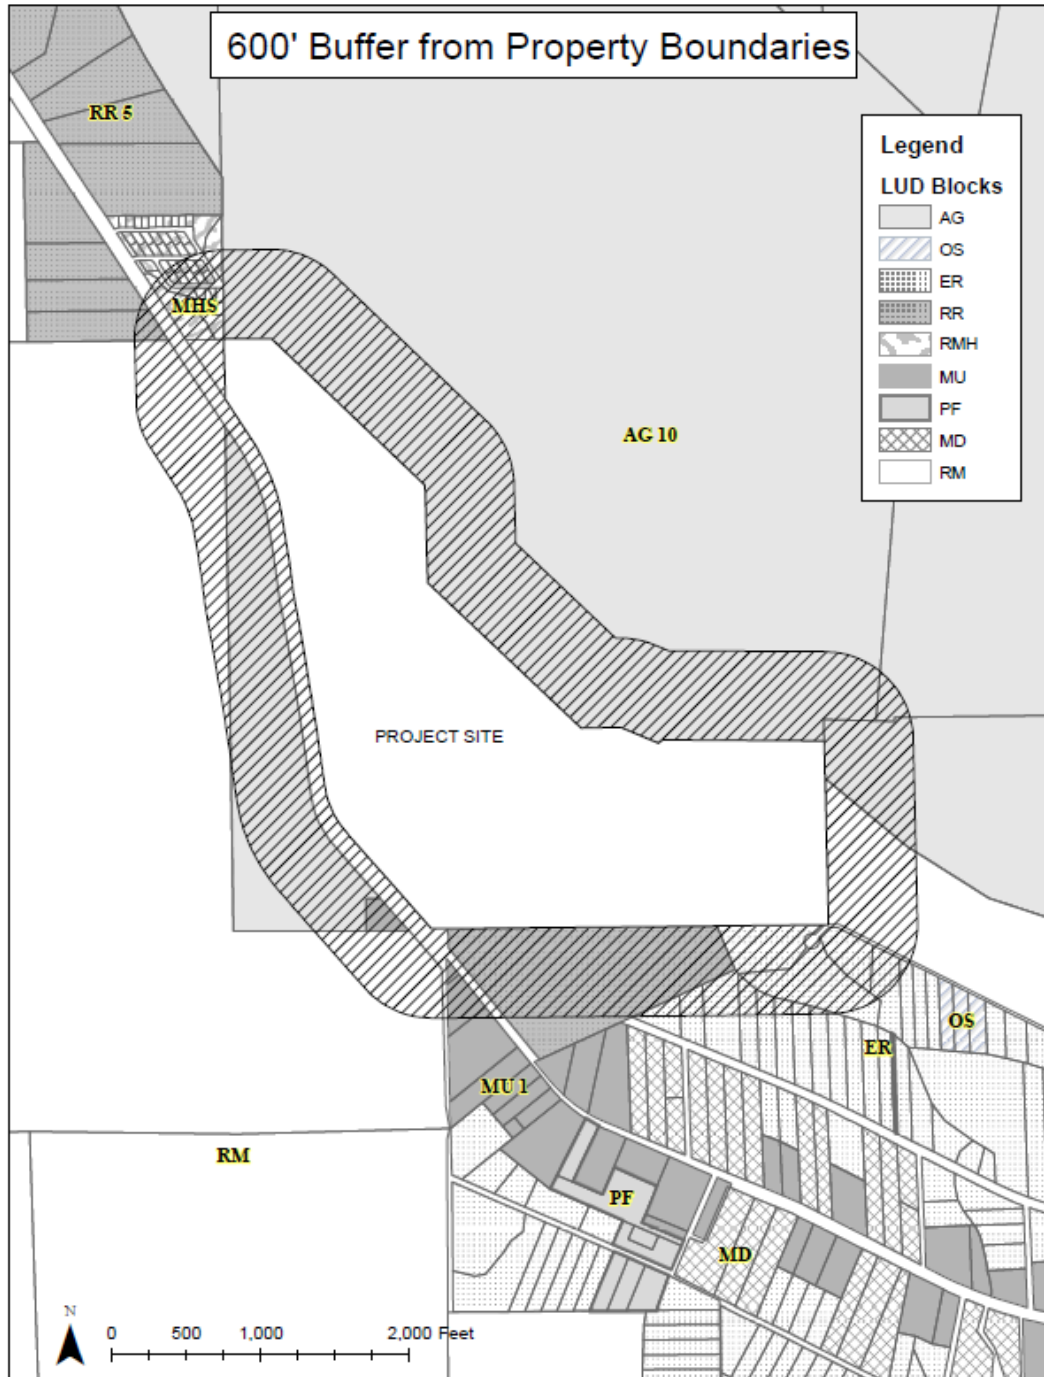 600' Buffer from Property Boundaries
RR 5
Legend
LUD Blocks
AG
OS
ER
RR
RMH
MU
PF
MD
RM
MHS
AG 10
PROJECT SITE
OS
ER
MU 1
RM
PF
MD
N
0 500 1,000 2,000 Feet